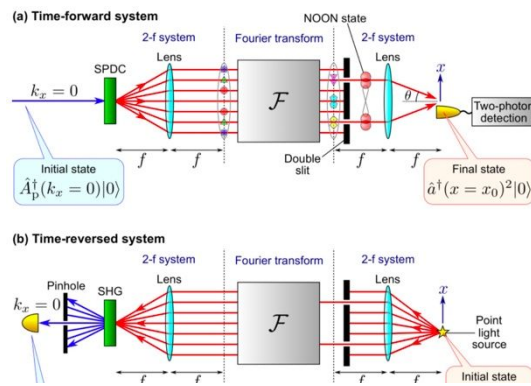 (a) Time-forward system
NOON state
2-f system
Fourier transform
2-f system
SPDC
Lens
Lens
x
k_x = 0
F
θ
Two-photon
detection
f
f
Double
slit
f
f
Initial state
Â_p†(k_x=0)|0⟩
Final state
â†(x=x_0)²|0⟩
(b) Time-reversed system
2-f system
Fourier transform
2-f system
Pinhole
SHG
Lens
Lens
x
k_x = 0
F
Point
light
source
f
f
f
f
Initial state